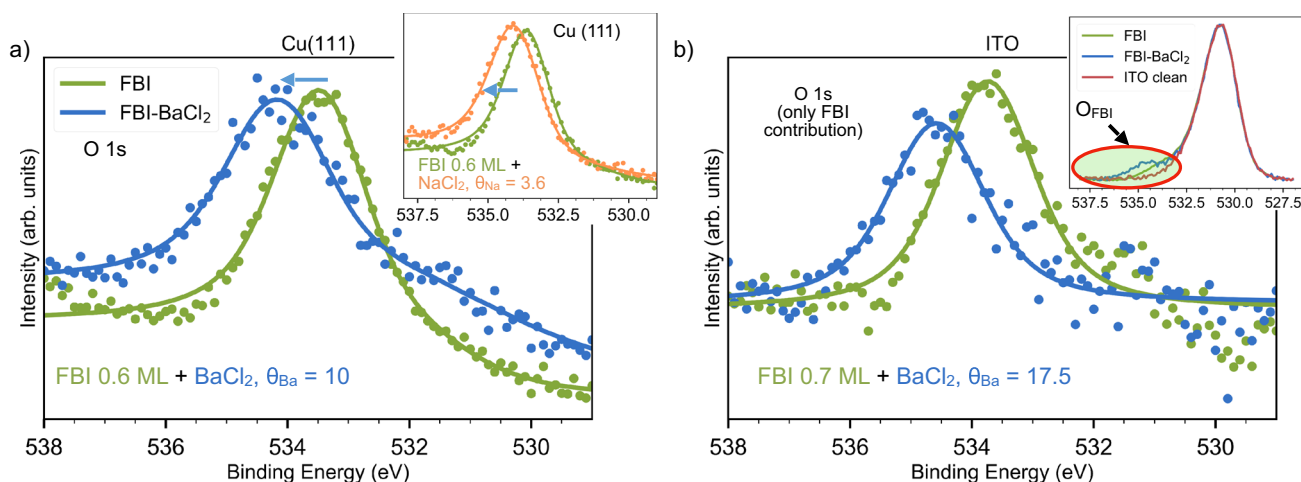 a)
Cu(111)
FBI
FBI-BaCl₂
O 1s
Intensity (arb. units)
FBI 0.6 ML + BaCl₂, θBa = 10
538 536 534 532 530
Binding Energy (eV)
Cu (111)
FBI 0.6 ML +
NaCl₂, θNa = 3.6
537.5 535.0 532.5 530.0
b)
ITO
O 1s
(only FBI
contribution)
Intensity (arb. units)
FBI 0.7 ML + BaCl₂, θBa = 17.5
538 536 534 532 530
Binding Energy (eV)
FBI
FBI-BaCl₂
ITO clean
OFBI
537.5 535.0 532.5 530.0 527.5